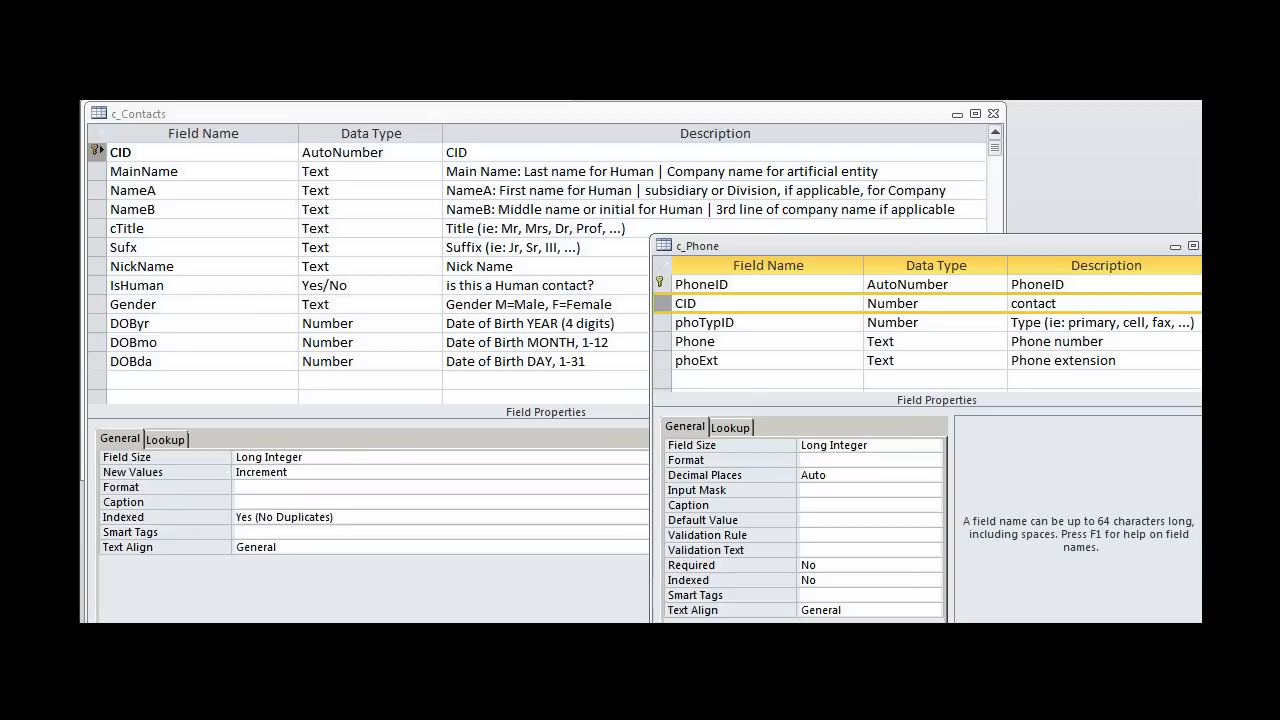 c_Contacts
Field Name Data Type Description
CID AutoNumber CID
MainName Text Main Name: Last name for Human | Company name for artificial entity
NameA Text NameA: First name for Human | subsidiary or Division, if applicable, for Company
NameB Text NameB: Middle name or initial for Human | 3rd line of company name if applicable
cTitle Text Title (ie: Mr, Mrs, Dr, Prof, ...)
Sufx Text Suffix (ie: Jr, Sr, III, ...)
NickName Text Nick Name
IsHuman Yes/No is this a Human contact?
Gender Text Gender M=Male, F=Female
DOByr Number Date of Birth YEAR (4 digits)
DOBmo Number Date of Birth MONTH, 1-12
DOBda Number Date of Birth DAY, 1-31
Field Properties
General Lookup
Field Size Long Integer
New Values Increment
Format
Caption
Indexed Yes (No Duplicates)
Smart Tags
Text Align General
c_Phone
Field Name Data Type Description
PhoneID AutoNumber PhoneID
CID Number contact
phoTypID Number Type (ie: primary, cell, fax, ...)
Phone Text Phone number
phoExt Text Phone extension
Field Properties
General Lookup
Field Size Long Integer
Format
Decimal Places Auto
Input Mask
Caption
Default Value
Validation Rule
Validation Text
Required No
Indexed No
Smart Tags
Text Align General
A field name can be up to 64 characters long,
including spaces. Press F1 for help on field
names.